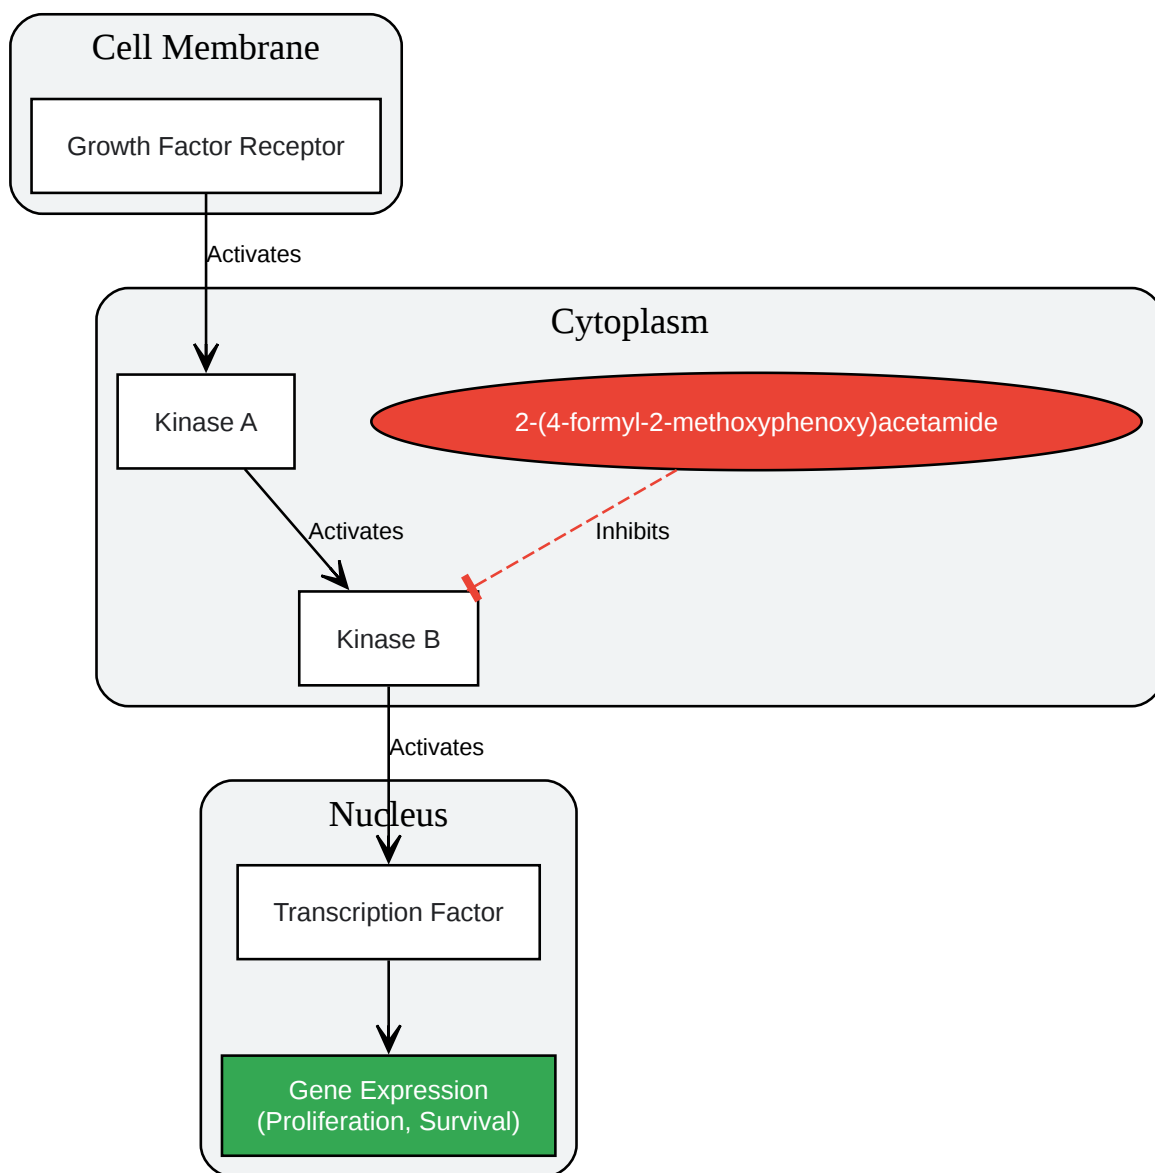 Cell Membrane
Growth Factor Receptor
Activates
Cytoplasm
Kinase A
2-(4-formyl-2-methoxyphenoxy)acetamide
Activates
Inhibits
Kinase B
Activates
Nucleus
Transcription Factor
Gene Expression
(Proliferation, Survival)